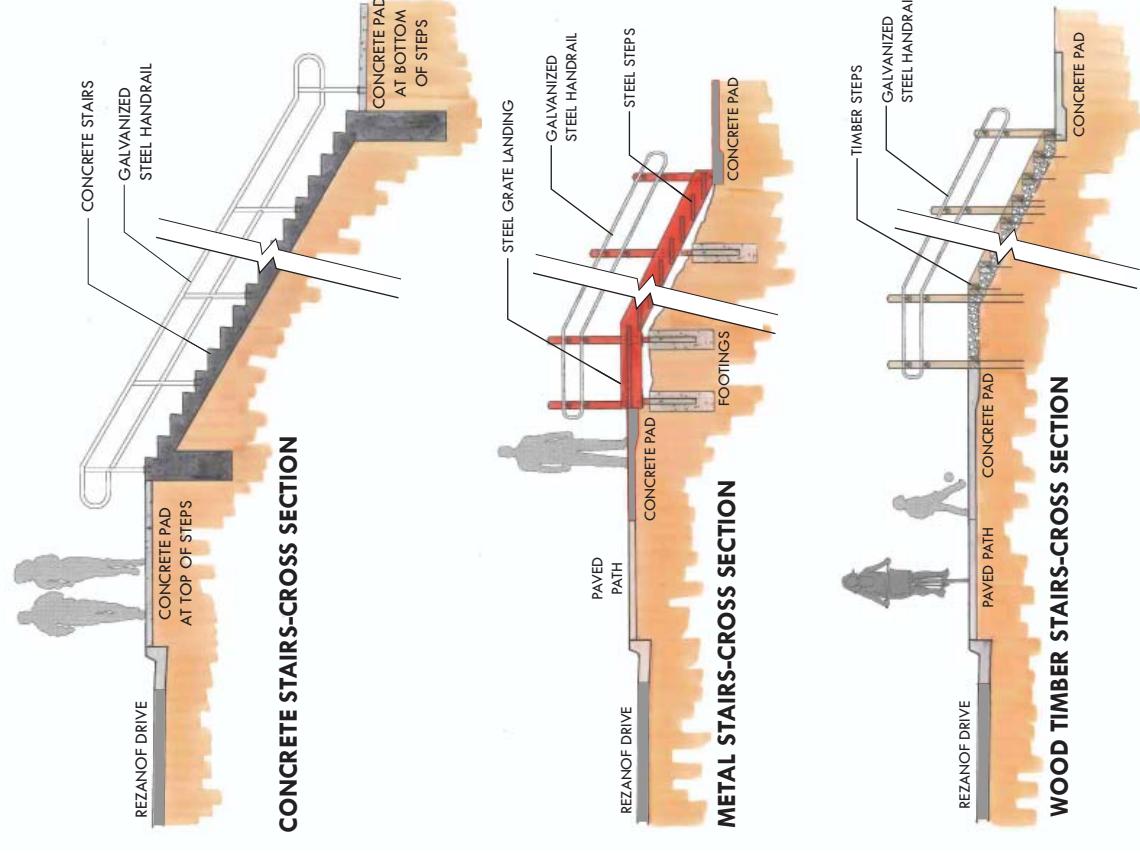 CONCRETE STAIRS
GALVANIZED
STEEL HANDRAIL
CONCRETE PAD
AT BOTTOM
OF STEPS
CONCRETE PAD
AT TOP OF STEPS
REZANOF DRIVE
CONCRETE STAIRS-CROSS SECTION
STEEL GRATE LANDING
GALVANIZED
STEEL HANDRAIL
STEEL STEPS
CONCRETE PAD
FOOTINGS
CONCRETE PAD
PAVED
PATH
REZANOF DRIVE
METAL STAIRS-CROSS SECTION
TIMBER STEPS
GALVANIZED
STEEL HANDRAIL
CONCRETE PAD
CONCRETE PAD
PAVED PATH
REZANOF DRIVE
WOOD TIMBER STAIRS-CROSS SECTION